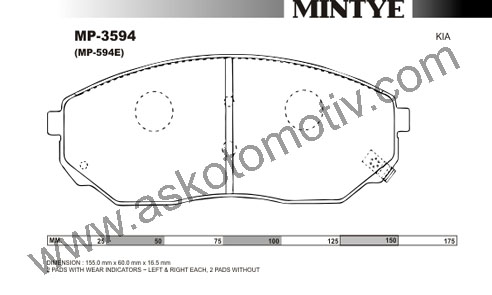 MINTYE
MP-3594
(MP-594E)
KIA
www.askotomotiv.com
MM 25 50 75 100 125 150 175
DIMENSION : 155.0 mm x 60.0 mm x 16.5 mm
2 PADS WITH WEAR INDICATORS ~ LEFT & RIGHT EACH, 2 PADS WITHOUT